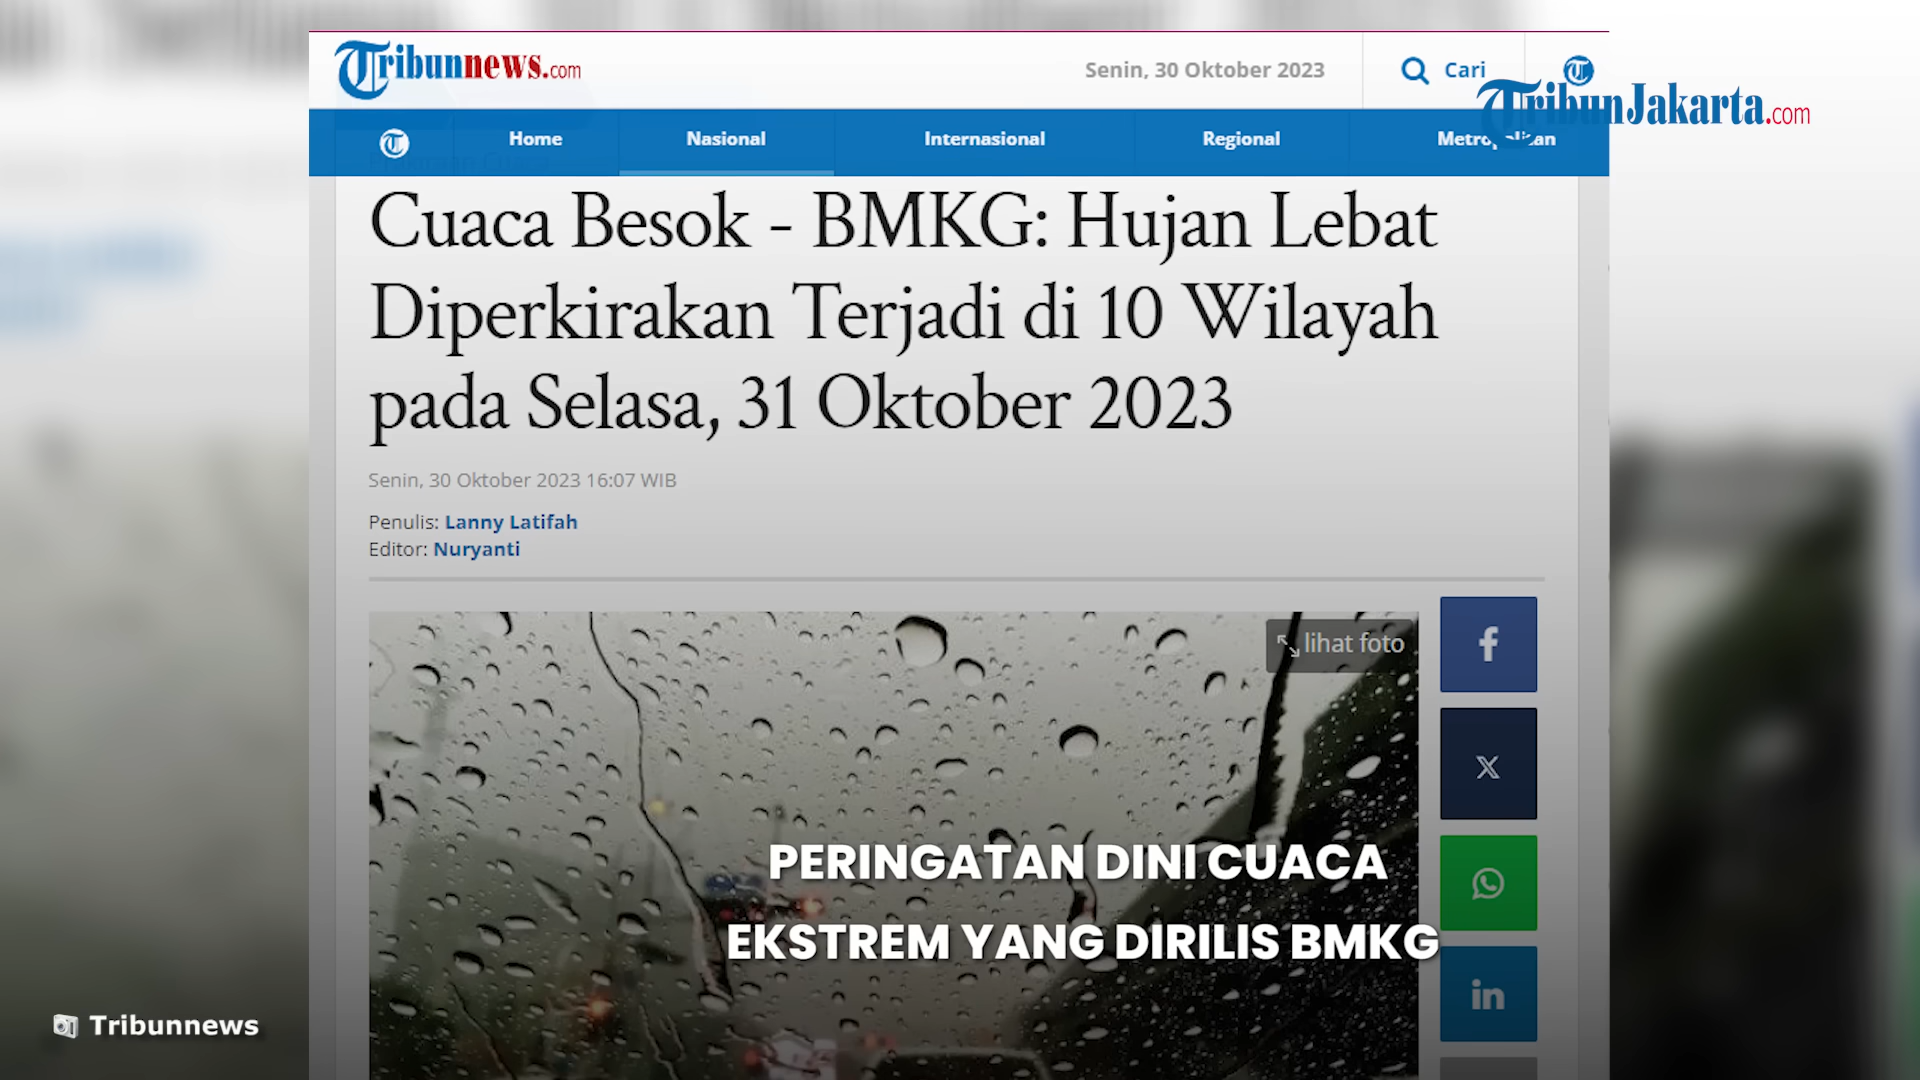 Tribunnews.com
Senin, 30 Oktober 2023
Cari
TribunJakarta.com
Home
Nasional
Internasional
Regional
Cuaca Besok - BMKG: Hujan Lebat
Diperkirakan Terjadi di 10 Wilayah
pada Selasa, 31 Oktober 2023
Senin, 30 Oktober 2023 16:07 WIB
Penulis: Lanny Latifah
Editor: Nuryanti
lihat foto
PERINGATAN DINI CUACA
EKSTREM YANG DIRILIS BMKG
Tribunnews